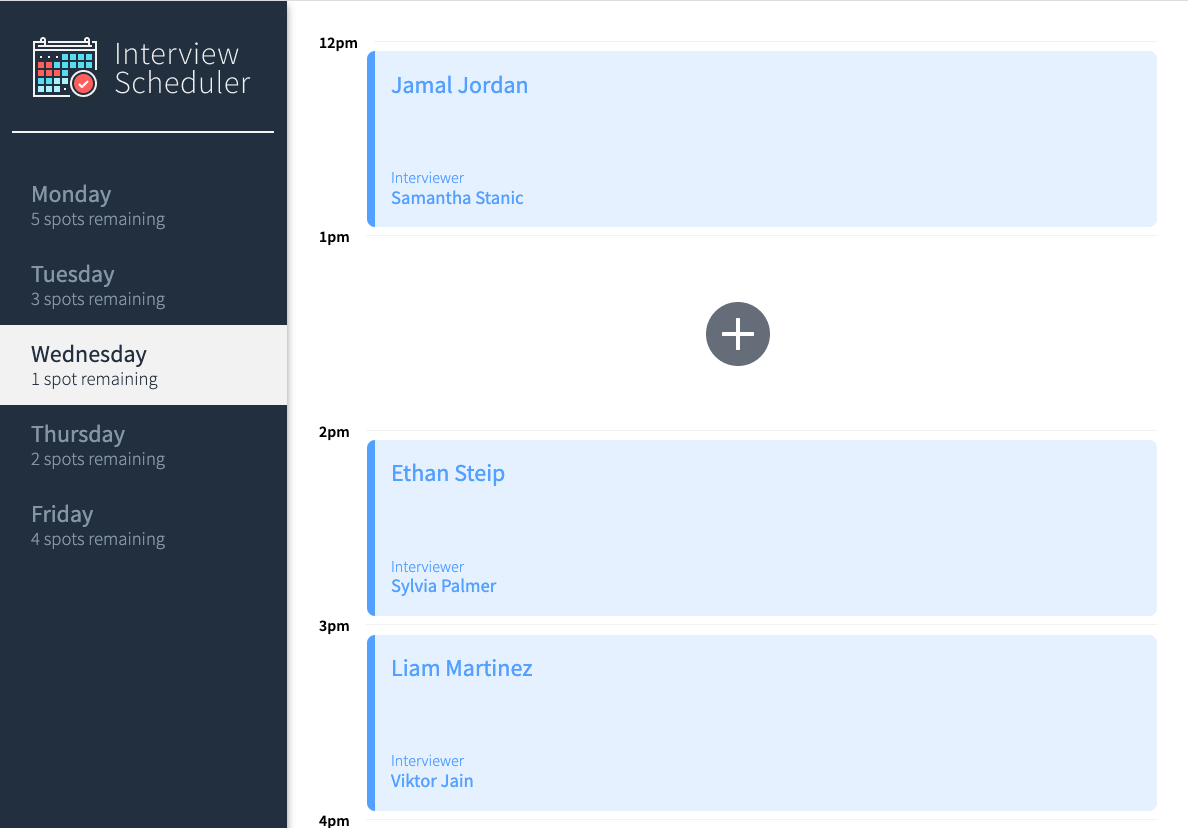 Interview
Scheduler
Monday
5 spots remaining
Tuesday
3 spots remaining
Wednesday
1 spot remaining
Thursday
2 spots remaining
Friday
4 spots remaining
12pm
Jamal Jordan
Interviewer
Samantha Stanic
1pm
2pm
Ethan Steip
Interviewer
Sylvia Palmer
3pm
Liam Martinez
Interviewer
Viktor Jain
4pm